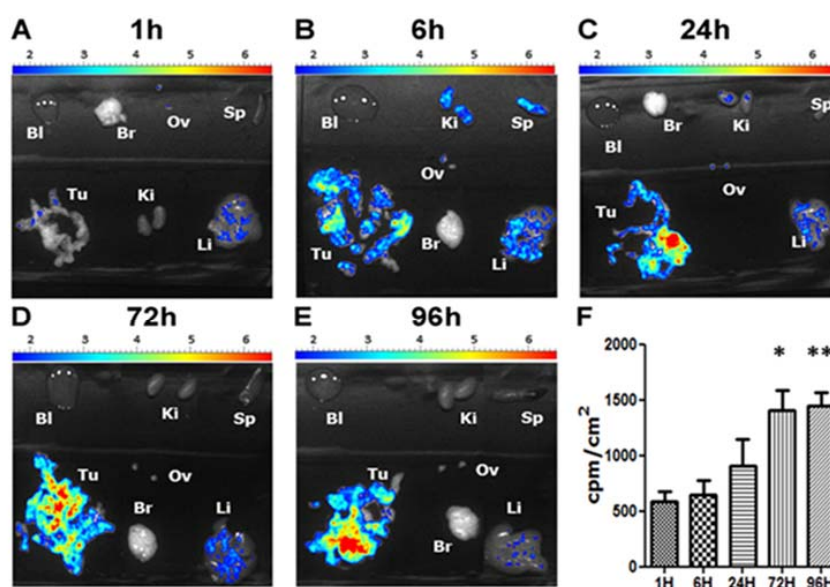 A 1h
2 3 4 5 6
Bl Br Ov Sp
Tu Ki Li
B 6h
2 3 4 5 6
Bl Ki Sp
Ov
Tu Br Li
C 24h
2 3 4 5 6
Bl Br Ki Sp
Ov
Tu Li
D 72h
2 3 4 5 6
Bl Ki Sp
Tu Ov
Br Li
E 96h
2 3 4 5 6
Bl Ki Sp
Tu Ov
Br Li
F
2000
1500
1000
500
0
cpm/cm²
* **
1H 6H 24H 72H 96H